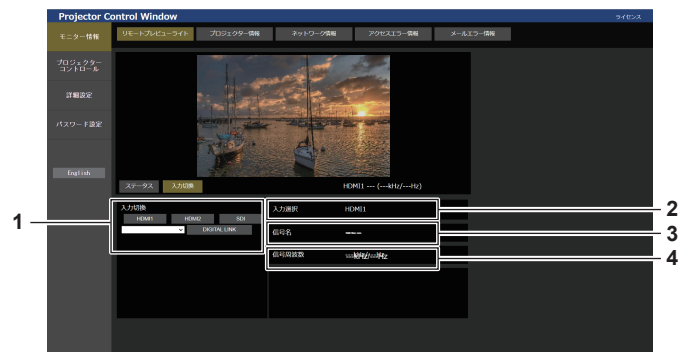 Projector Control Window
ライセンス
モニター情報
リモートプレビューライト
プロジェクター情報
ネットワーク情報
アクセスエラー情報
メールエラー情報
プロジェクター
コントロール
詳細設定
パスワード設定
English
ステータス
入力切換
HDMI1 --- (---kHz/---Hz)
1
入力切換
HDMI1
HDMI2
SDI
DIGITAL LINK
入力選択 HDMI1
2
信号名 ---
3
信号周波数 ---kHz/---Hz
4